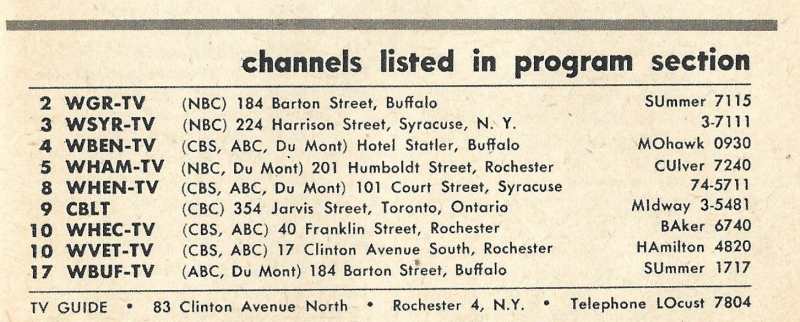 channels listed in program section
2 WGR-TV (NBC) 184 Barton Street, Buffalo SUmmer 7115
3 WSYR-TV (NBC) 224 Harrison Street, Syracuse, N. Y. 3-7111
4 WBEN-TV (CBS, ABC, Du Mont) Hotel Statler, Buffalo MOhawk 0930
5 WHAM-TV (NBC, Du Mont) 201 Humboldt Street, Rochester CUlver 7240
8 WHEN-TV (CBS, ABC, Du Mont) 101 Court Street, Syracuse 74-5711
9 CBLT (CBC) 354 Jarvis Street, Toronto, Ontario MIdway 3-5481
10 WHEC-TV (CBS, ABC) 40 Franklin Street, Rochester BAker 6740
10 WVET-TV (CBS, ABC) 17 Clinton Avenue South, Rochester HAmilton 4820
17 WBUF-TV (ABC, Du Mont) 184 Barton Street, Buffalo SUmmer 1717
TV GUIDE • 83 Clinton Avenue North • Rochester 4, N.Y. • Telephone LOcust 7804